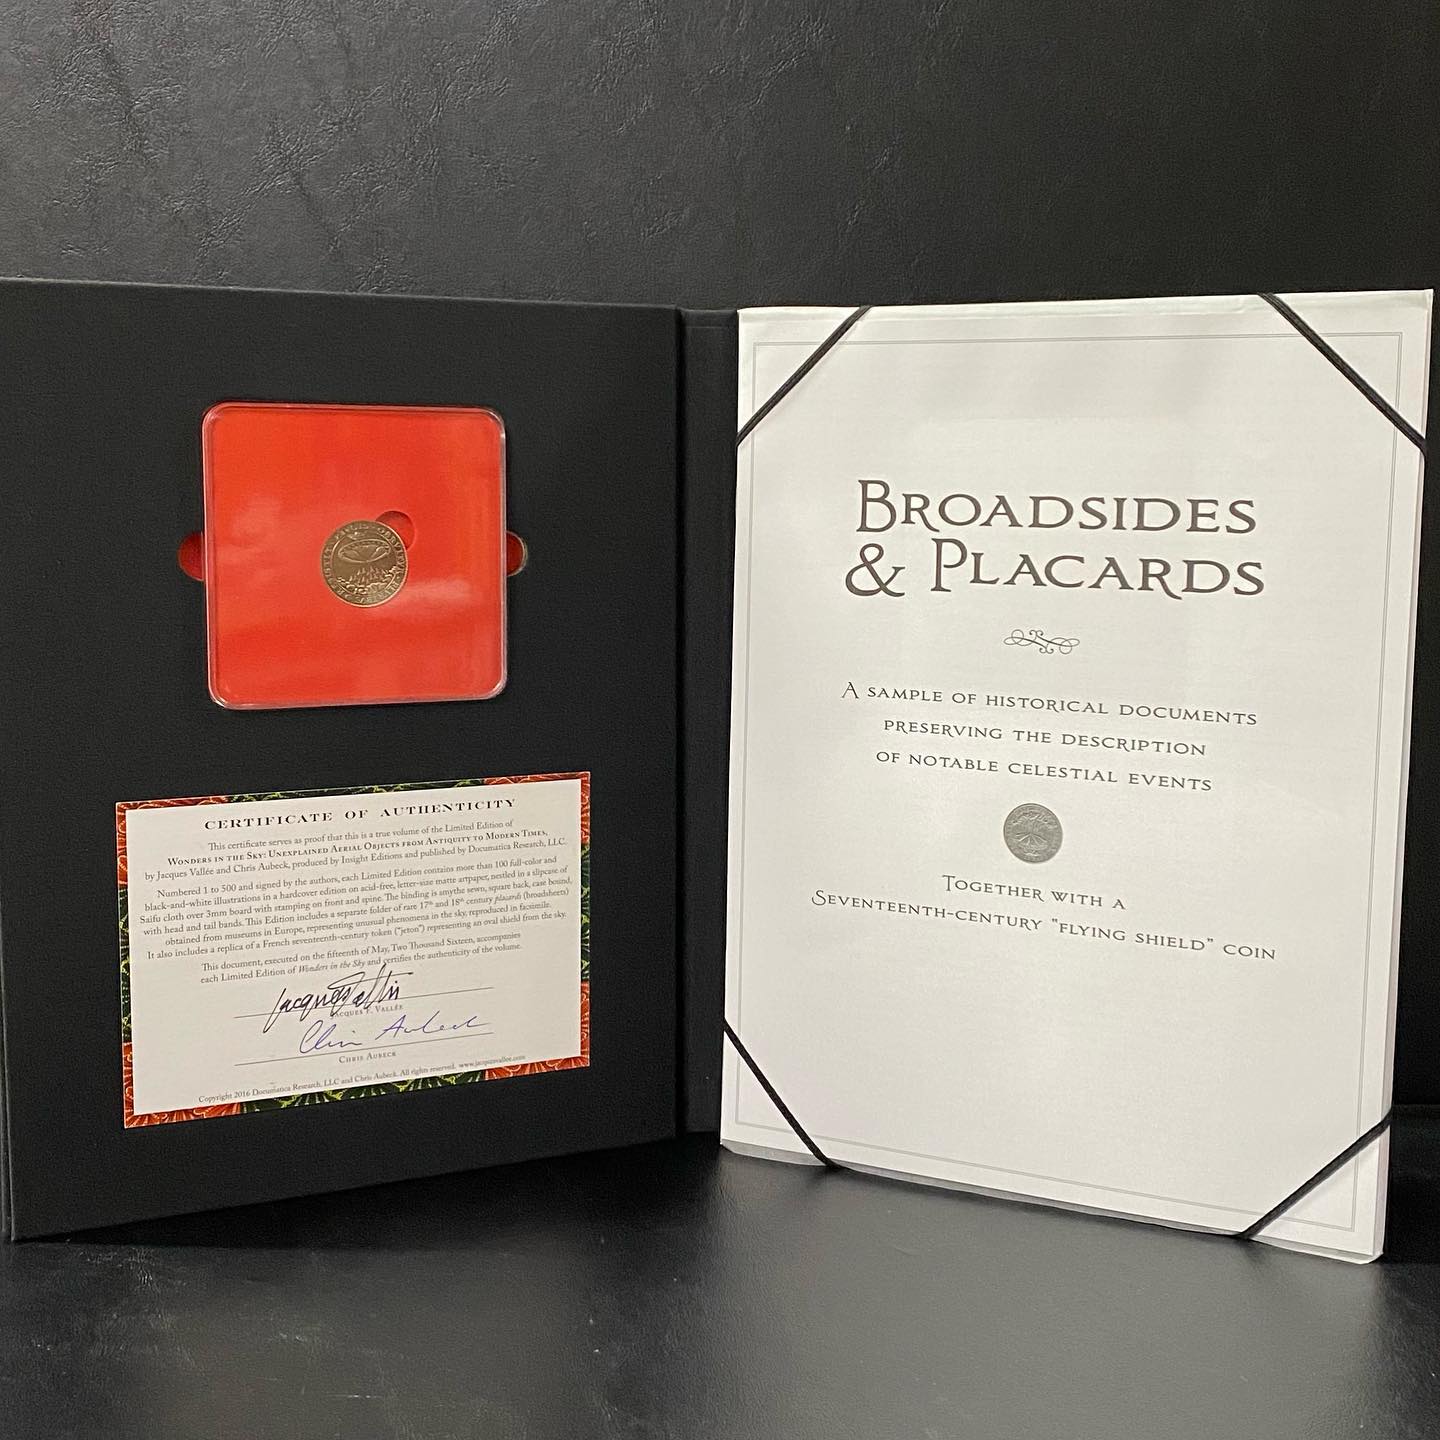 OPPORTUNUS ADEST
CERTIFICATE OF AUTHENTICITY
This certificate serves as proof that this is a true volume of the Limited Edition of
WONDERS IN THE SKY: UNEXPLAINED AERIAL OBJECTS FROM ANTIQUITY TO MODERN TIMES,
by Jacques Vallée and Chris Aubeck, produced by Insight Editions and published by Documatica Research, LLC.
Numbered 1 to 500 and signed by the authors, each Limited Edition contains more than 100 full-color and
black-and-white illustrations in a hardcover edition on acid-free, letter-size matte artpaper, nestled in a slipcase of
Saifu cloth over 3mm board with stamping on front and spine. The binding is smythe sewn, square back, case bound,
with head and tail bands. This Edition includes a separate folder of rare 17th and 18th century placards (broadsheets)
obtained from museums in Europe, representing unusual phenomena in the sky, reproduced in facsimile.
It also includes a replica of a French seventeenth-century token ("jeton") representing an oval shield from the sky.
This document, executed on the fifteenth of May, Two Thousand Sixteen, accompanies
each Limited Edition of Wonders in the Sky and certifies the authenticity of the volume.
Jacques Vallée
JACQUES F. VALLÉE
Chris Aubeck
CHRIS AUBECK
Copyright 2016 Documatica Research, LLC and Chris Aubeck. All rights reserved. www.jacquesvallee.com
BROADSIDES
& PLACARDS
A SAMPLE OF HISTORICAL DOCUMENTS
PRESERVING THE DESCRIPTION
OF NOTABLE CELESTIAL EVENTS
TOGETHER WITH A
SEVENTEENTH-CENTURY "FLYING SHIELD" COIN